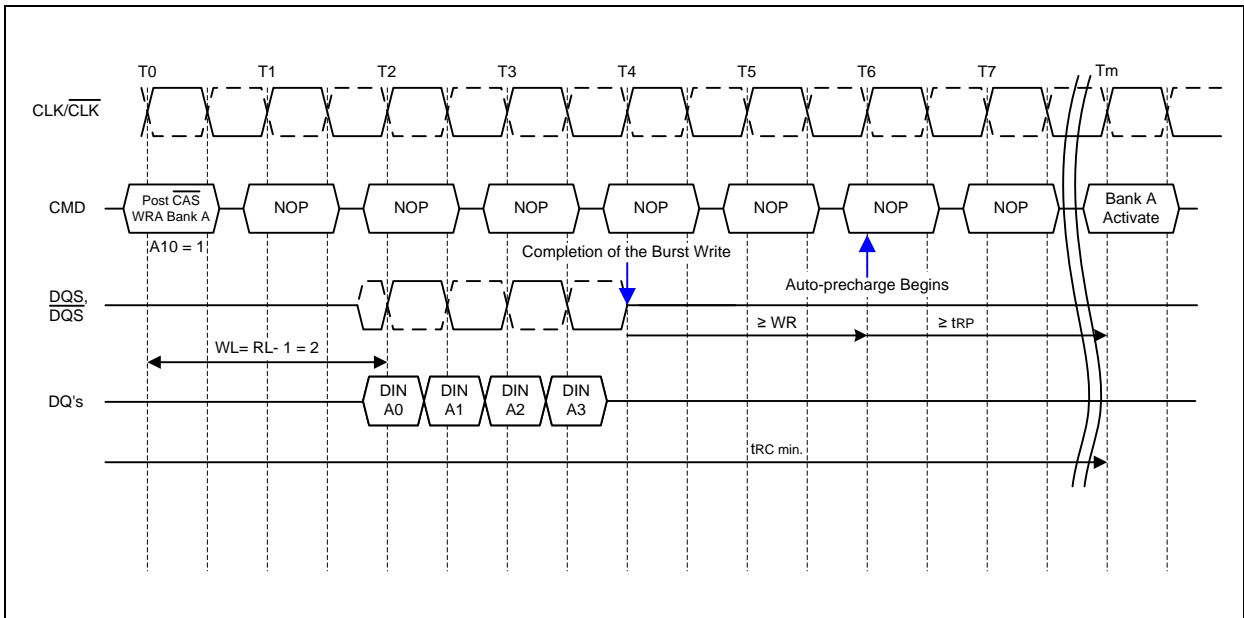 T0 T1 T2 T3 T4 T5 T6 T7 Tm
CLK/CLK
CMD
Post CAS
WRA Bank A
NOP NOP NOP NOP NOP NOP NOP
Bank A
Activate
A10 = 1
Completion of the Burst Write
Auto-precharge Begins
DQS,
DQS
≥ WR
≥ tRP
WL= RL- 1 = 2
DQ's
DIN
A0
DIN
A1
DIN
A2
DIN
A3
tRC min.